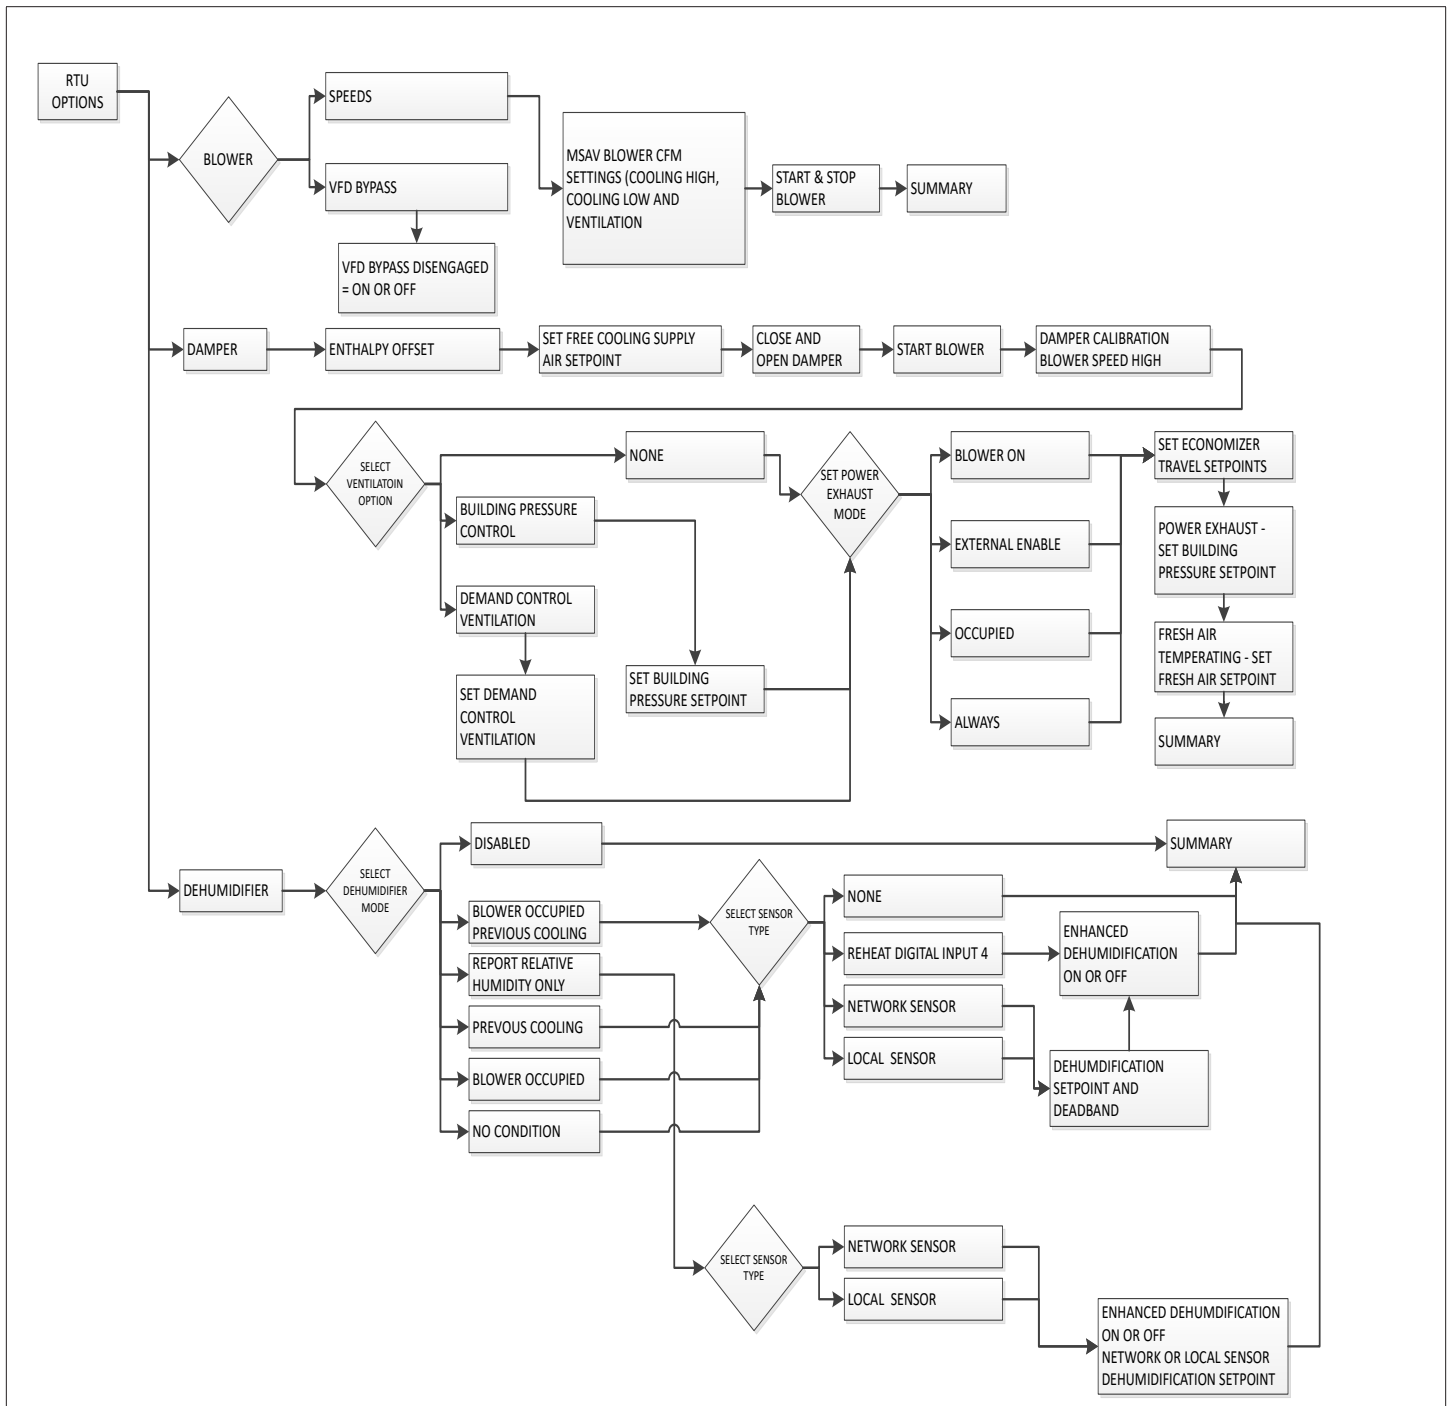 RTU
OPTIONS
BLOWER
SPEEDS
VFD BYPASS
VFD BYPASS DISENGAGED
= ON OR OFF
MSAV BLOWER CFM
SETTINGS (COOLING HIGH,
COOLING LOW AND
VENTILATION
START & STOP
BLOWER
SUMMARY
DAMPER
ENTHALPY OFFSET
SET FREE COOLING SUPPLY
AIR SETPOINT
CLOSE AND
OPEN DAMPER
START BLOWER
DAMPER CALIBRATION
BLOWER SPEED HIGH
SELECT
VENTILATOIN
OPTION
NONE
BUILDING PRESSURE
CONTROL
DEMAND CONTROL
VENTILATION
SET DEMAND
CONTROL
VENTILATION
SET BUILDING
PRESSURE SETPOINT
SET POWER
EXHAUST
MODE
BLOWER ON
EXTERNAL ENABLE
OCCUPIED
ALWAYS
SET ECONOMIZER
TRAVEL SETPOINTS
POWER EXHAUST -
SET BUILDING
PRESSURE SETPOINT
FRESH AIR
TEMPERATING - SET
FRESH AIR SETPOINT
SUMMARY
DEHUMIDIFIER
SELECT
DEHUMIDIFIER
MODE
DISABLED
BLOWER OCCUPIED
PREVIOUS COOLING
REPORT RELATIVE
HUMIDITY ONLY
PREVOUS COOLING
BLOWER OCCUPIED
NO CONDITION
SELECT SENSOR
TYPE
NONE
REHEAT DIGITAL INPUT 4
NETWORK SENSOR
LOCAL SENSOR
ENHANCED
DEHUMIDIFICATION
ON OR OFF
DEHUMDIFICATION
SETPOINT AND
DEADBAND
SUMMARY
SELECT SENSOR
TYPE
NETWORK SENSOR
LOCAL SENSOR
ENHANCED DEHUMDIFICATION
ON OR OFF
NETWORK OR LOCAL SENSOR
DEHUMIDIFICATION SETPOINT